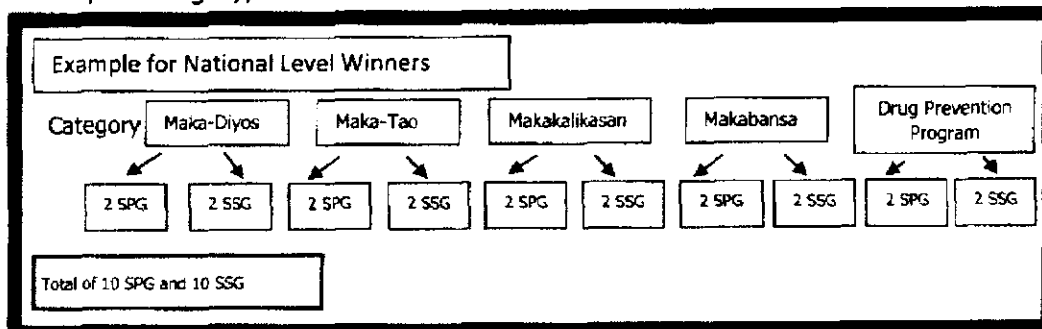 Example for National Level Winners
Category Maka-Diyos Maka-Tao Makakalikasan Makabansa Drug Prevention Program
2 SPG 2 SSG 2 SPG 2 SSG 2 SPG 2 SSG 2 SPG 2 SSG 2 SPG 2 SSG
Total of 10 SPG and 10 SSG